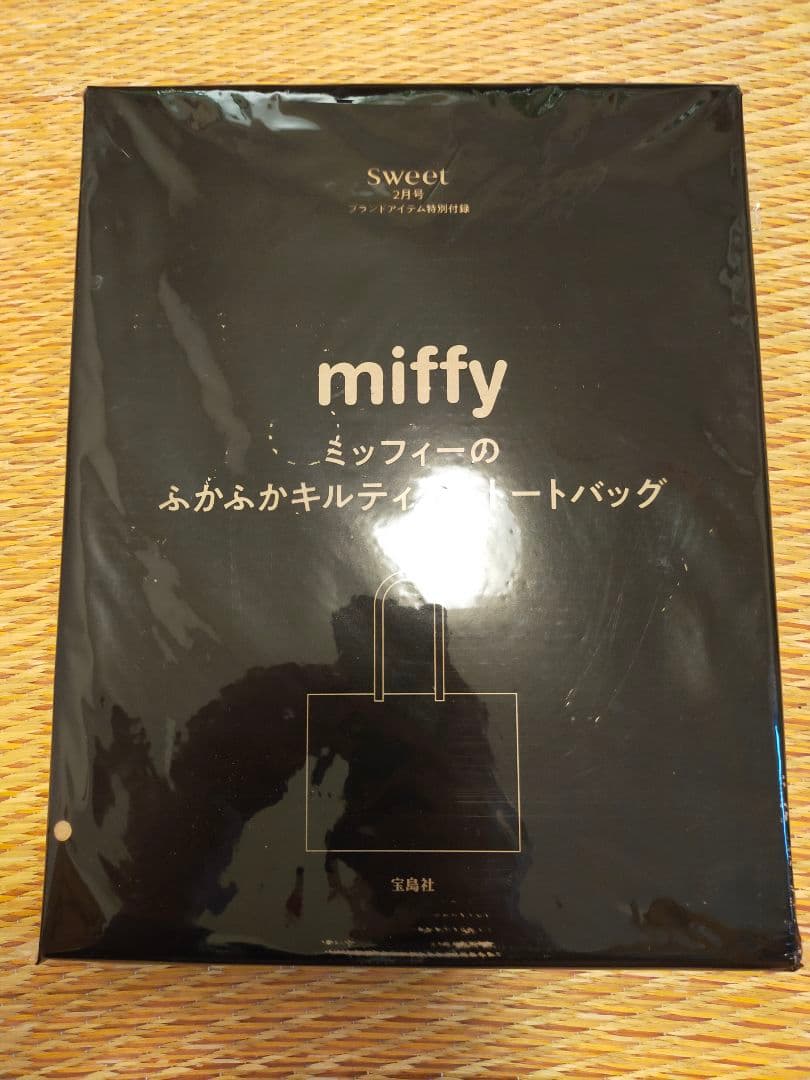 sweet
2月号
ブランドアイテム特別付録
miffy
ミッフィーの
ふかふかキルティ トートバッグ
宝島社